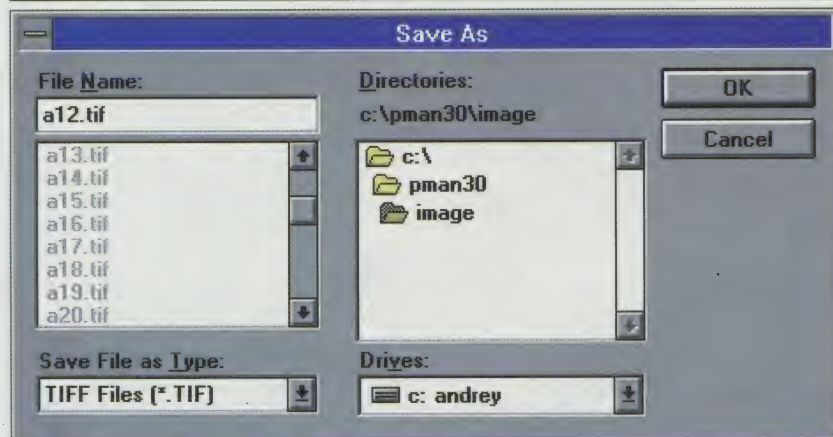 Save As
File Name:
a12.tif
a13.tif
a14.tif
a15.tif
a16.tif
a17.tif
a18.tif
a19.tif
a20.tif
Save File as Type:
TIFF Files (*.TIF)
Directories:
c:\pman30\image
c:\
pman30
image
Drives:
c: andrey
OK
Cancel